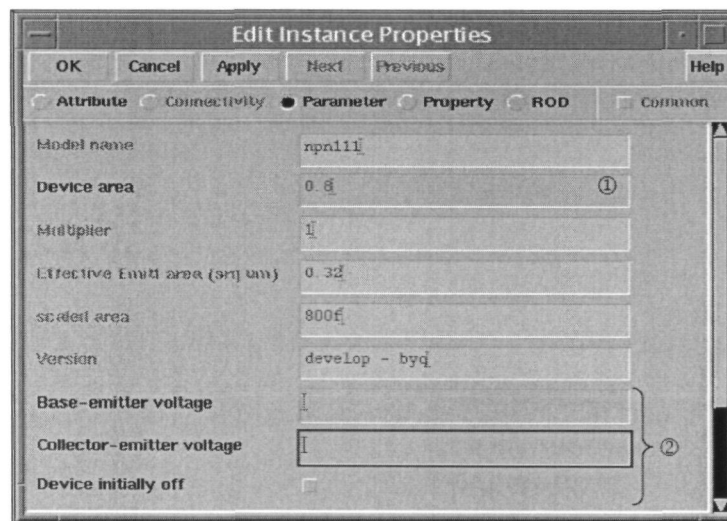 Edit Instance Properties
OK Cancel Apply Next Previous Help
Attribute Connectivity Parameter Property ROD Common
Model name npn111
Device area 0.8 ①
Multiplier 1
Effective Emitt area (srq um) 0.32
scaled area 800f
Version develop - byq
Base-emitter voltage
Collector-emitter voltage ②
Device initially off